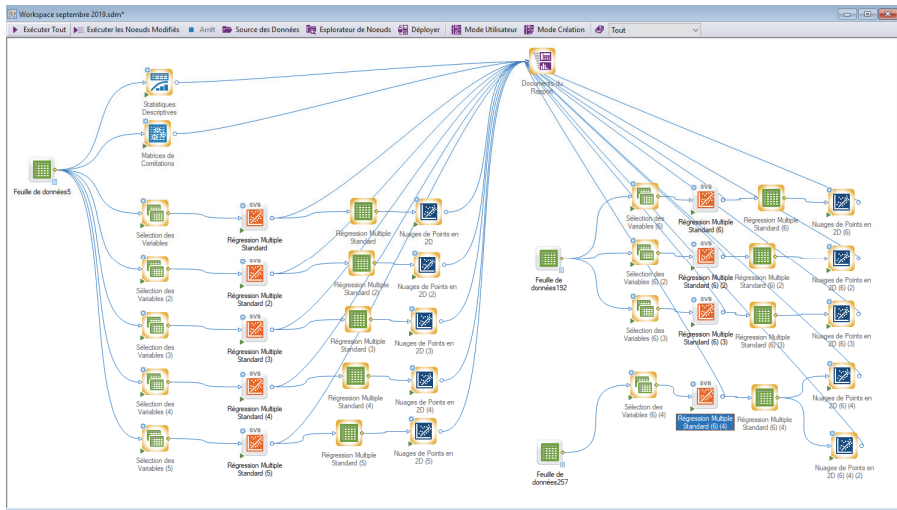 Workspace septembre 2019.sdm*
Exécuter Tout Exécuter les Noeuds Modifiés Arrêt Source des Données Explorateur de Noeuds Déployer Mode Utilisateur Mode Création Tout
Documents du
Rapport
Statistiques
Descriptives
Matrices de
Corrélations
Feuille de données5
Sélection des
Variables
SVB
Régression Multiple
Standard
Régression Multiple
Standard
Nuages de Points en
2D
Sélection des
Variables (2)
Régression Multiple
Standard (2)
Régression Multiple
Standard (2)
Nuages de Points en
2D (2)
Sélection des
Variables (3)
Régression Multiple
Standard (3)
Régression Multiple
Standard (3)
Nuages de Points en
2D (3)
Sélection des
Variables (4)
Régression Multiple
Standard (4)
Régression Multiple
Standard (4)
Nuages de Points en
2D (4)
Sélection des
Variables (5)
Régression Multiple
Standard (5)
Régression Multiple
Standard (5)
Nuages de Points en
2D (5)
Feuille de
données192
Sélection des
Variables (6)
SVB
Régression Multiple
Standard (6)
Régression Multiple
Standard (6)
Nuages de Points en
2D (6)
Sélection des
Variables (6) (2)
SVB
Régression Multiple
Standard (6) (2)
Régression Multiple
Standard (6) (2)
Nuages de Points en
2D (6) (2)
Sélection des
Variables (6) (3)
SVB
Régression Multiple
Standard (6) (3)
Régression Multiple
Standard (6) (3)
Nuages de Points en
2D (6) (3)
Feuille de
données257
Sélection des
Variables (6) (4)
SVB
Régression Multiple
Standard (6) (4)
Régression Multiple
Standard (6) (4)
Nuages de Points en
2D (6) (4)
Nuages de Points en
2D (6) (4) (2)